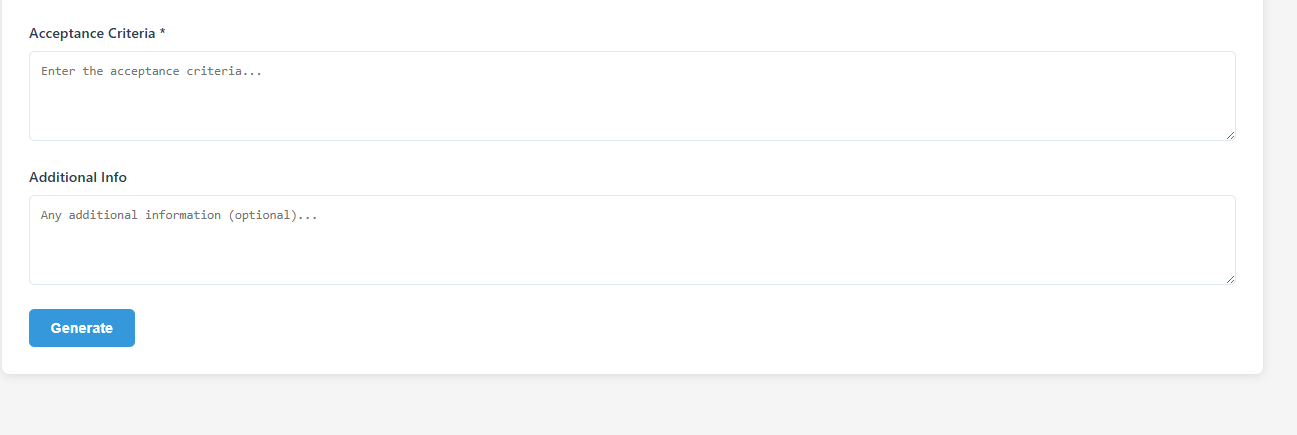 Acceptance Criteria *
Enter the acceptance criteria...
Additional Info
Any additional information (optional)...
Generate